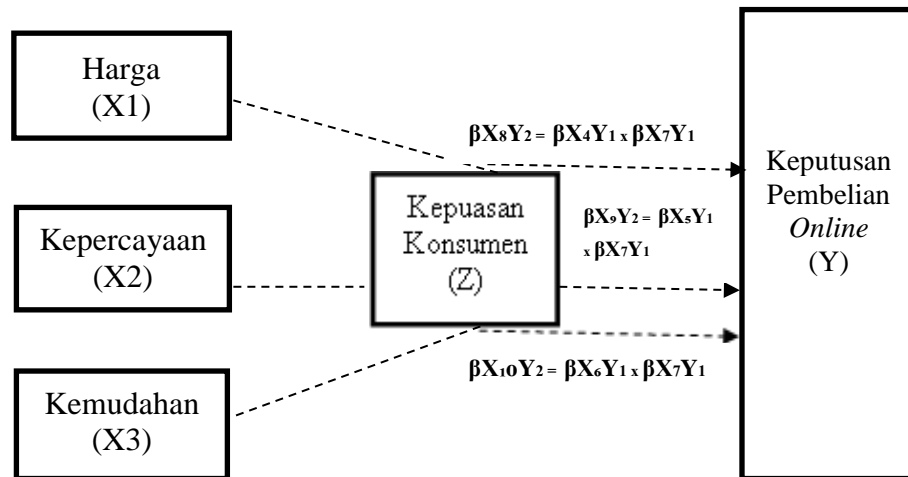 Harga
(X1)
βX₈Y₂ = βX₄Y₁ x βX₇Y₁
Keputusan
Pembelian
Online
(Y)
Kepercayaan
(X2)
Kepuasan
Konsumen
(Z)
βX₉Y₂ = βX₅Y₁
x βX₇Y₁
βX₁₀Y₂ = βX₆Y₁ x βX₇Y₁
Kemudahan
(X3)